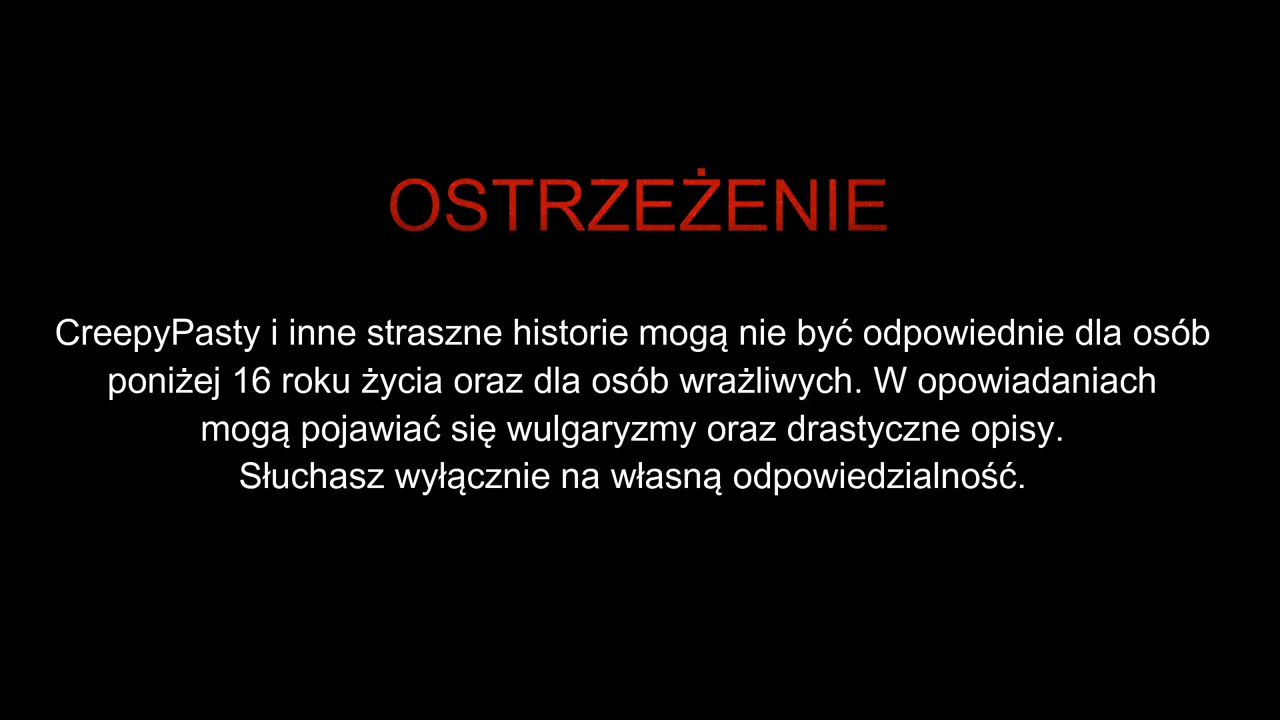 OSTRZEŻENIE
CreepyPasty i inne straszne historie mogą nie być odpowiednie dla osób
poniżej 16 roku życia oraz dla osób wrażliwych. W opowiadaniach
mogą pojawiać się wulgaryzmy oraz drastyczne opisy.
Słuchasz wyłącznie na własną odpowiedzialność.